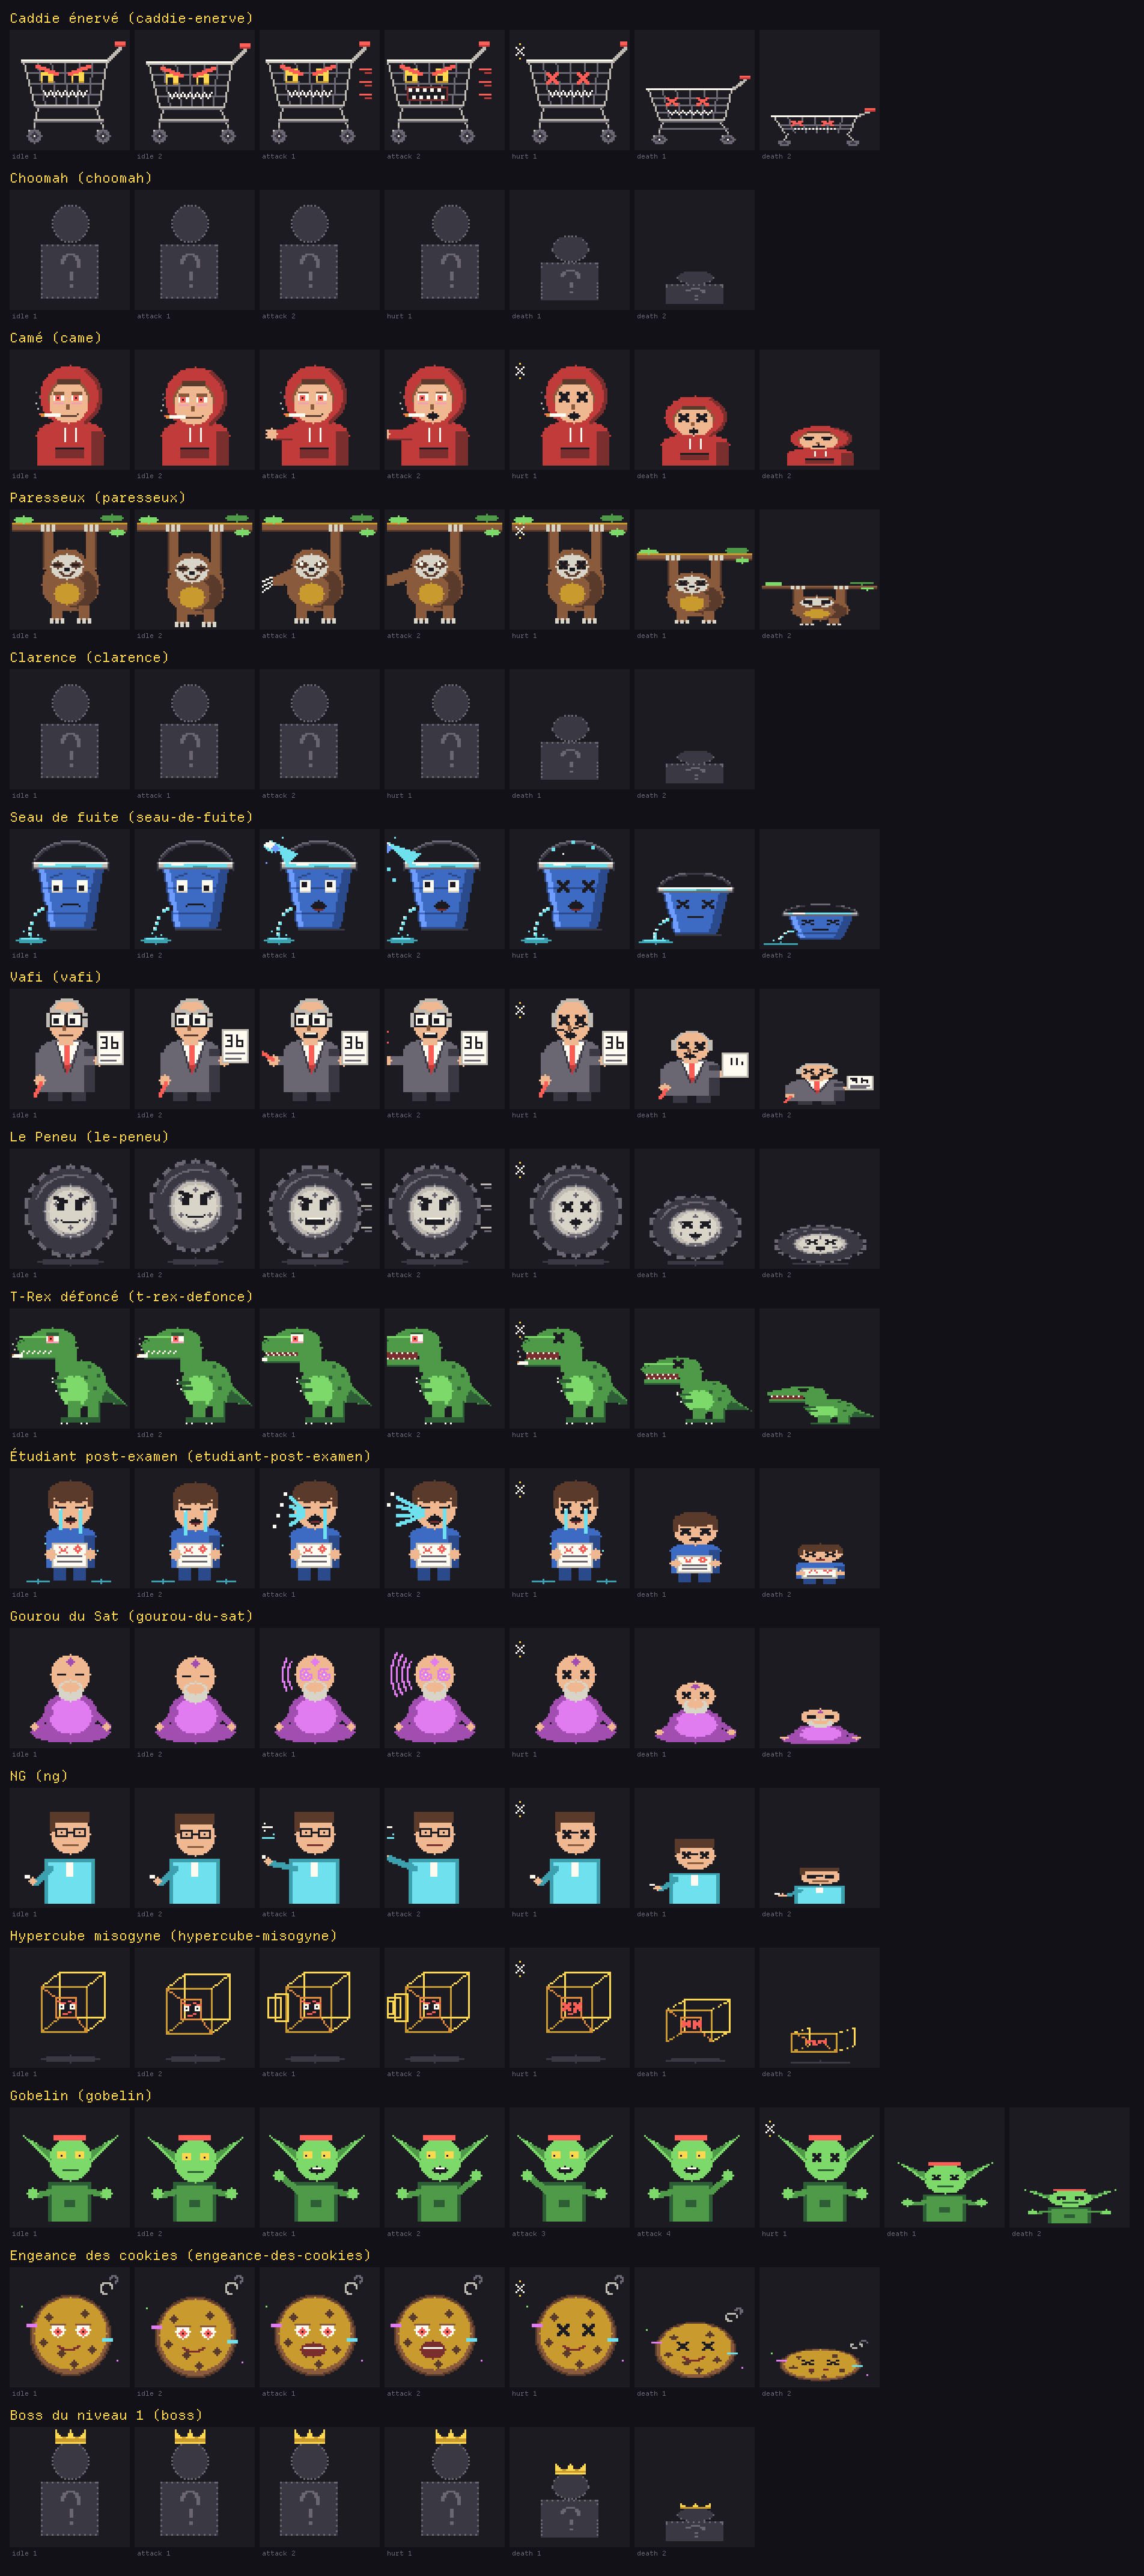 Caddie énervé (caddie-enerve)
idle 1 idle 2 attack 1 attack 2 hurt 1 death 1 death 2
Choomah (choomah)
? ? ? ? ? ?
idle 1 attack 1 attack 2 hurt 1 death 1 death 2
Camé (came)
idle 1 idle 2 attack 1 attack 2 hurt 1 death 1 death 2
Paresseux (paresseux)
idle 1 idle 2 attack 1 attack 2 hurt 1 death 1 death 2
Clarence (clarence)
? ? ? ? ?
idle 1 attack 1 attack 2 hurt 1 death 1 death 2
Seau de fuite (seau-de-fuite)
idle 1 idle 2 attack 1 attack 2 hurt 1 death 1 death 2
Vafi (vafi)
36 36 36 36 36
idle 1 idle 2 attack 1 attack 2 hurt 1 death 1 death 2
Le Peneu (le-peneu)
idle 1 idle 2 attack 1 attack 2 hurt 1 death 1 death 2
T-Rex défoncé (t-rex-defonce)
idle 1 idle 2 attack 1 attack 2 hurt 1 death 1 death 2
Étudiant post-examen (etudiant-post-examen)
idle 1 idle 2 attack 1 attack 2 hurt 1 death 1 death 2
Gourou du Sat (gourou-du-sat)
idle 1 idle 2 attack 1 attack 2 hurt 1 death 1 death 2
NG (ng)
idle 1 idle 2 attack 1 attack 2 hurt 1 death 1 death 2
Hypercube misogyne (hypercube-misogyne)
idle 1 idle 2 attack 1 attack 2 hurt 1 death 1 death 2
Gobelin (gobelin)
idle 1 idle 2 attack 1 attack 2 attack 3 attack 4 hurt 1 death 1 death 2
Engeance des cookies (engeance-des-cookies)
idle 1 idle 2 attack 1 attack 2 hurt 1 death 1 death 2
Boss du niveau 1 (boss)
? ? ? ? ?
idle 1 attack 1 attack 2 hurt 1 death 1 death 2